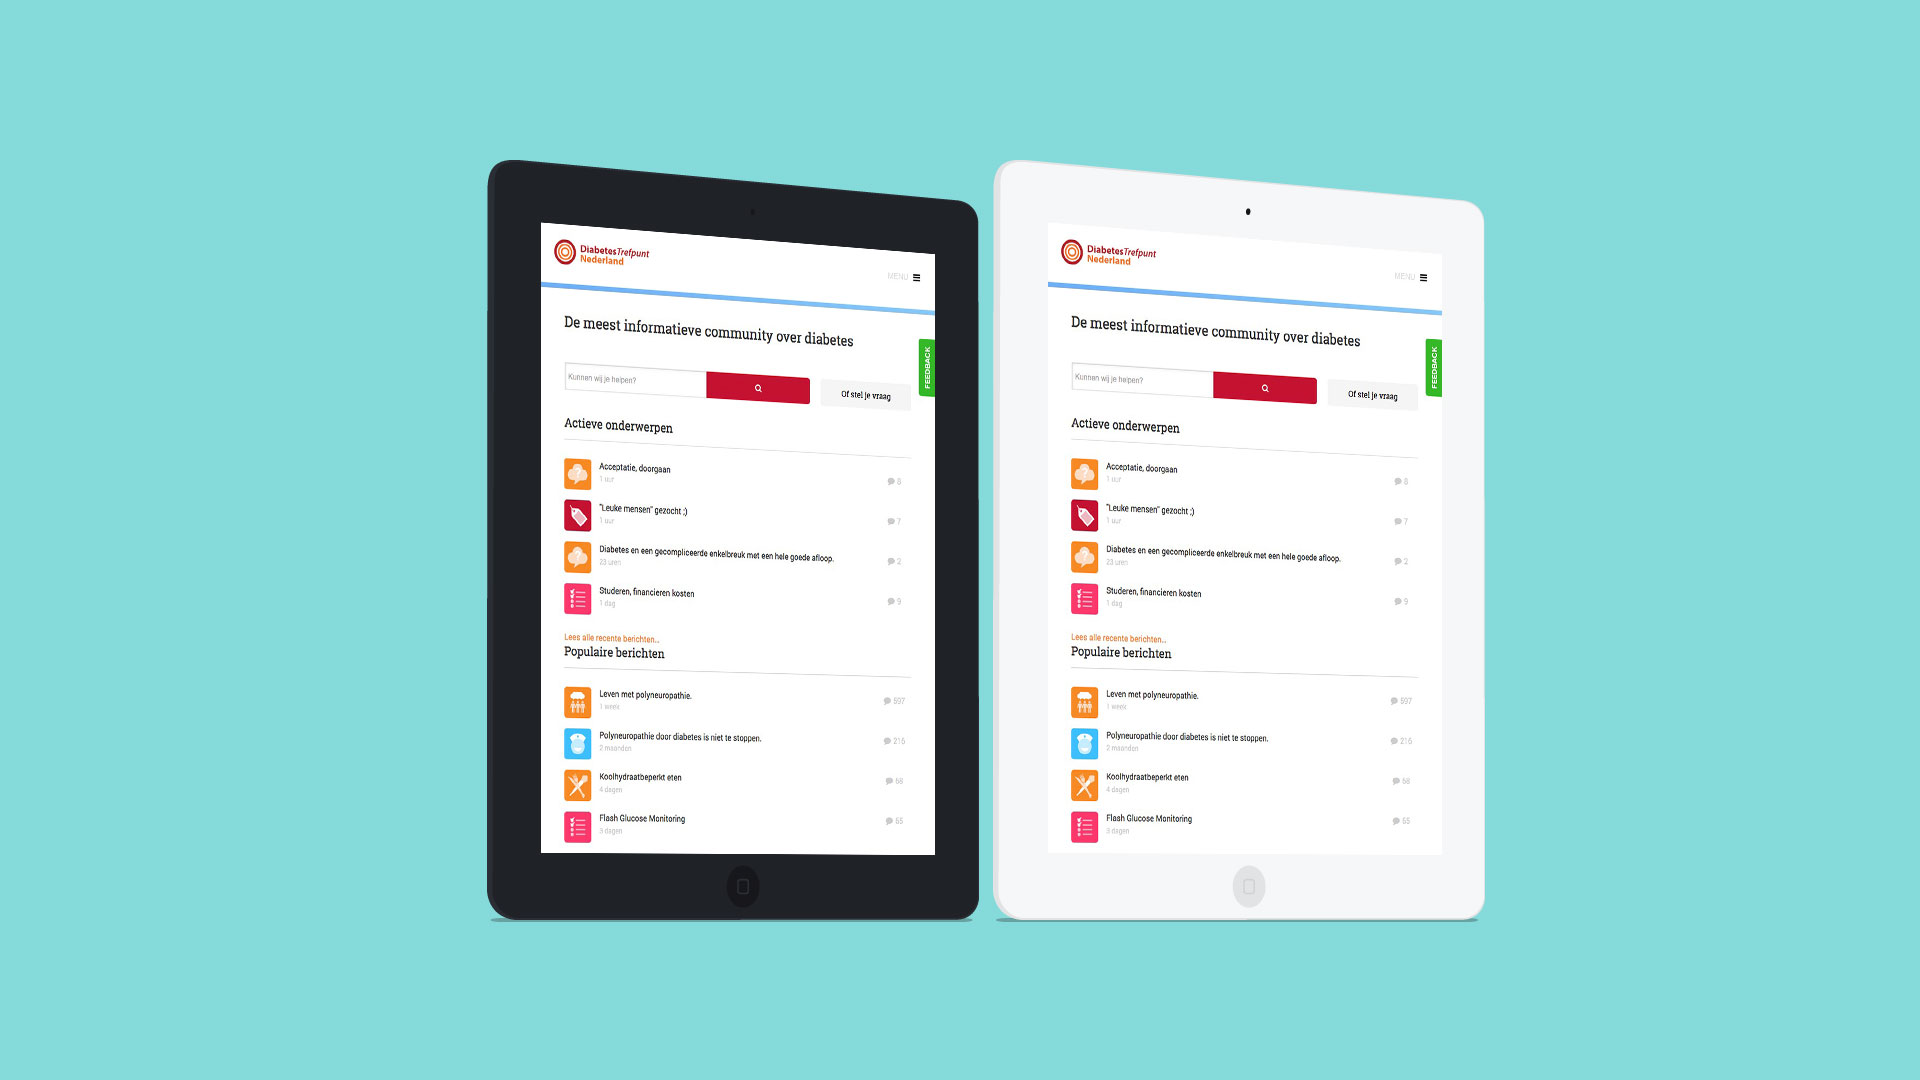 DiabetesTrefpunt
Nederland
MENU
De meest informatieve community over diabetes
FEEDBACK
Kunnen wij je helpen?
Of stel je vraag
Actieve onderwerpen
Acceptatie, doorgaan
1 uur
8
"Leuke mensen" gezocht ;)
1 uur
7
Diabetes en een gecompliceerde enkelbreuk met een hele goede afloop.
23 uren
2
Studeren, financieren kosten
1 dag
9
Lees alle recente berichten...
Populaire berichten
Leven met polyneuropathie.
1 week
597
Polyneuropathie door diabetes is niet te stoppen.
2 maanden
216
Koolhydraatbeperkt eten
4 dagen
68
Flash Glucose Monitoring
3 dagen
55
DiabetesTrefpunt
Nederland
MENU
De meest informatieve community over diabetes
FEEDBACK
Kunnen wij je helpen?
Of stel je vraag
Actieve onderwerpen
Acceptatie, doorgaan
1 uur
8
"Leuke mensen" gezocht ;)
1 uur
7
Diabetes en een gecompliceerde enkelbreuk met een hele goede afloop.
23 uren
2
Studeren, financieren kosten
1 dag
9
Lees alle recente berichten...
Populaire berichten
Leven met polyneuropathie.
1 week
597
Polyneuropathie door diabetes is niet te stoppen.
2 maanden
216
Koolhydraatbeperkt eten
4 dagen
68
Flash Glucose Monitoring
3 dagen
55